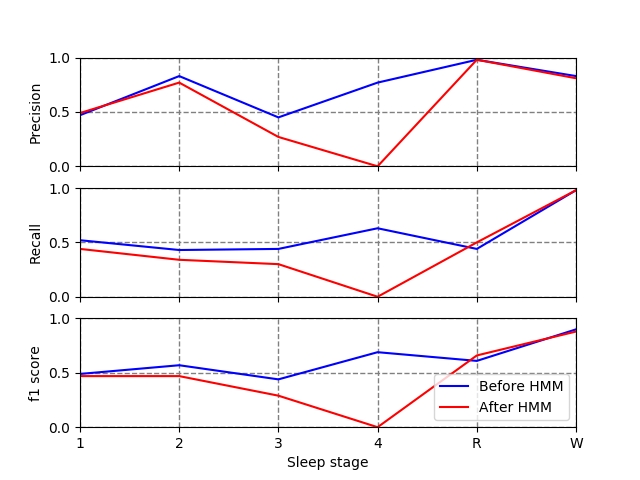 1.0
Precision
0.5
0.0
1.0
Recall
0.5
0.0
1.0
f1 score
0.5
0.0
Before HMM
After HMM
1 2 3 4 R W
Sleep stage